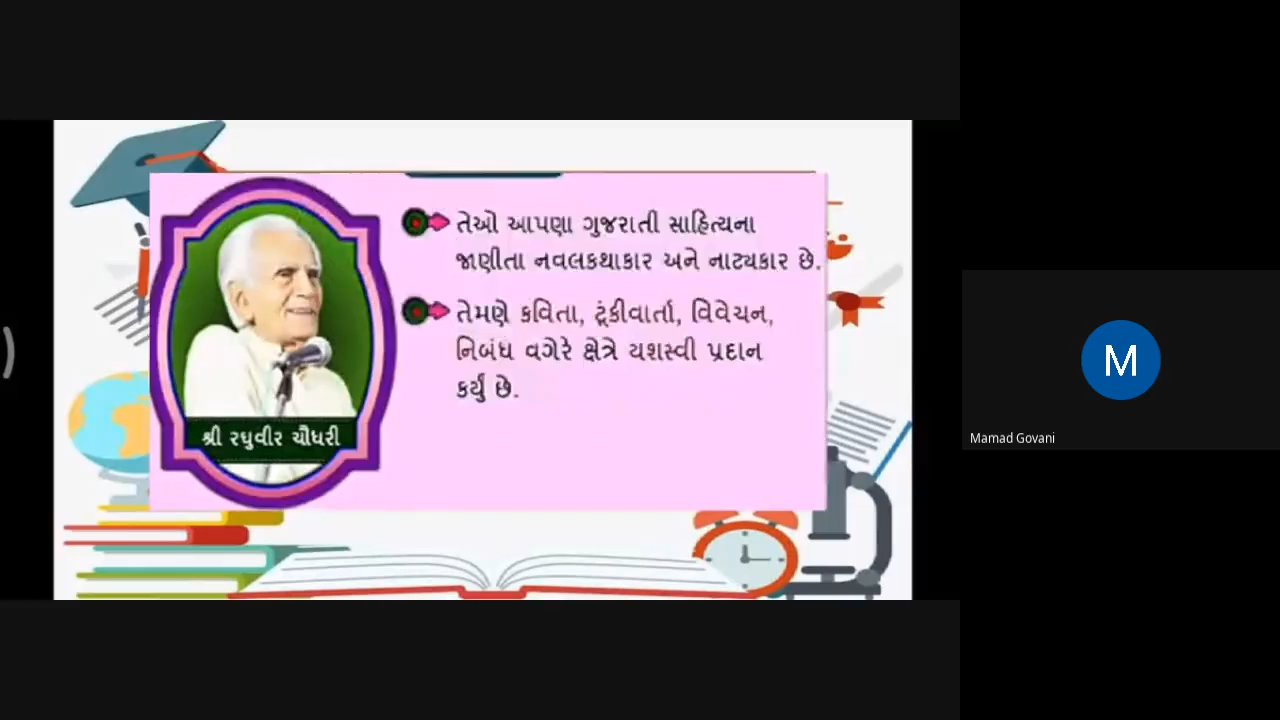 તેઓ આપણા ગુજરાતી સાહિત્યના
જાણીતા નવલકથાકાર અને નાટ્યકાર છે.
તેમણે કવિતા, ટૂંકીવાર્તા, વિવેચન,
નિબંધ વગેરે ક્ષેત્રે યશસ્વી પ્રદાન
કર્યું છે.
શ્રી રઘુવીર ચૌધરી
M
Mamad Govani